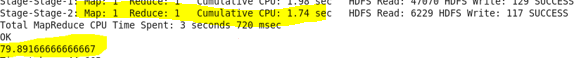 Stage-Stage-1: Map: 1 Reduce: 1 Cumulative CPU: 1.98 sec HDFS Read: 47070 HDFS Write: 129 SUCCESS
Stage-Stage-2: Map: 1 Reduce: 1 Cumulative CPU: 1.74 sec HDFS Read: 6229 HDFS Write: 117 SUCCESS
Total MapReduce CPU Time Spent: 3 seconds 720 msec
OK
79.89166666666667